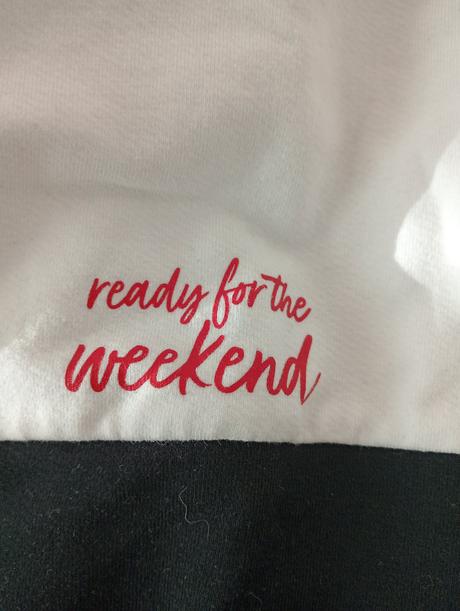 ready for the
weekend